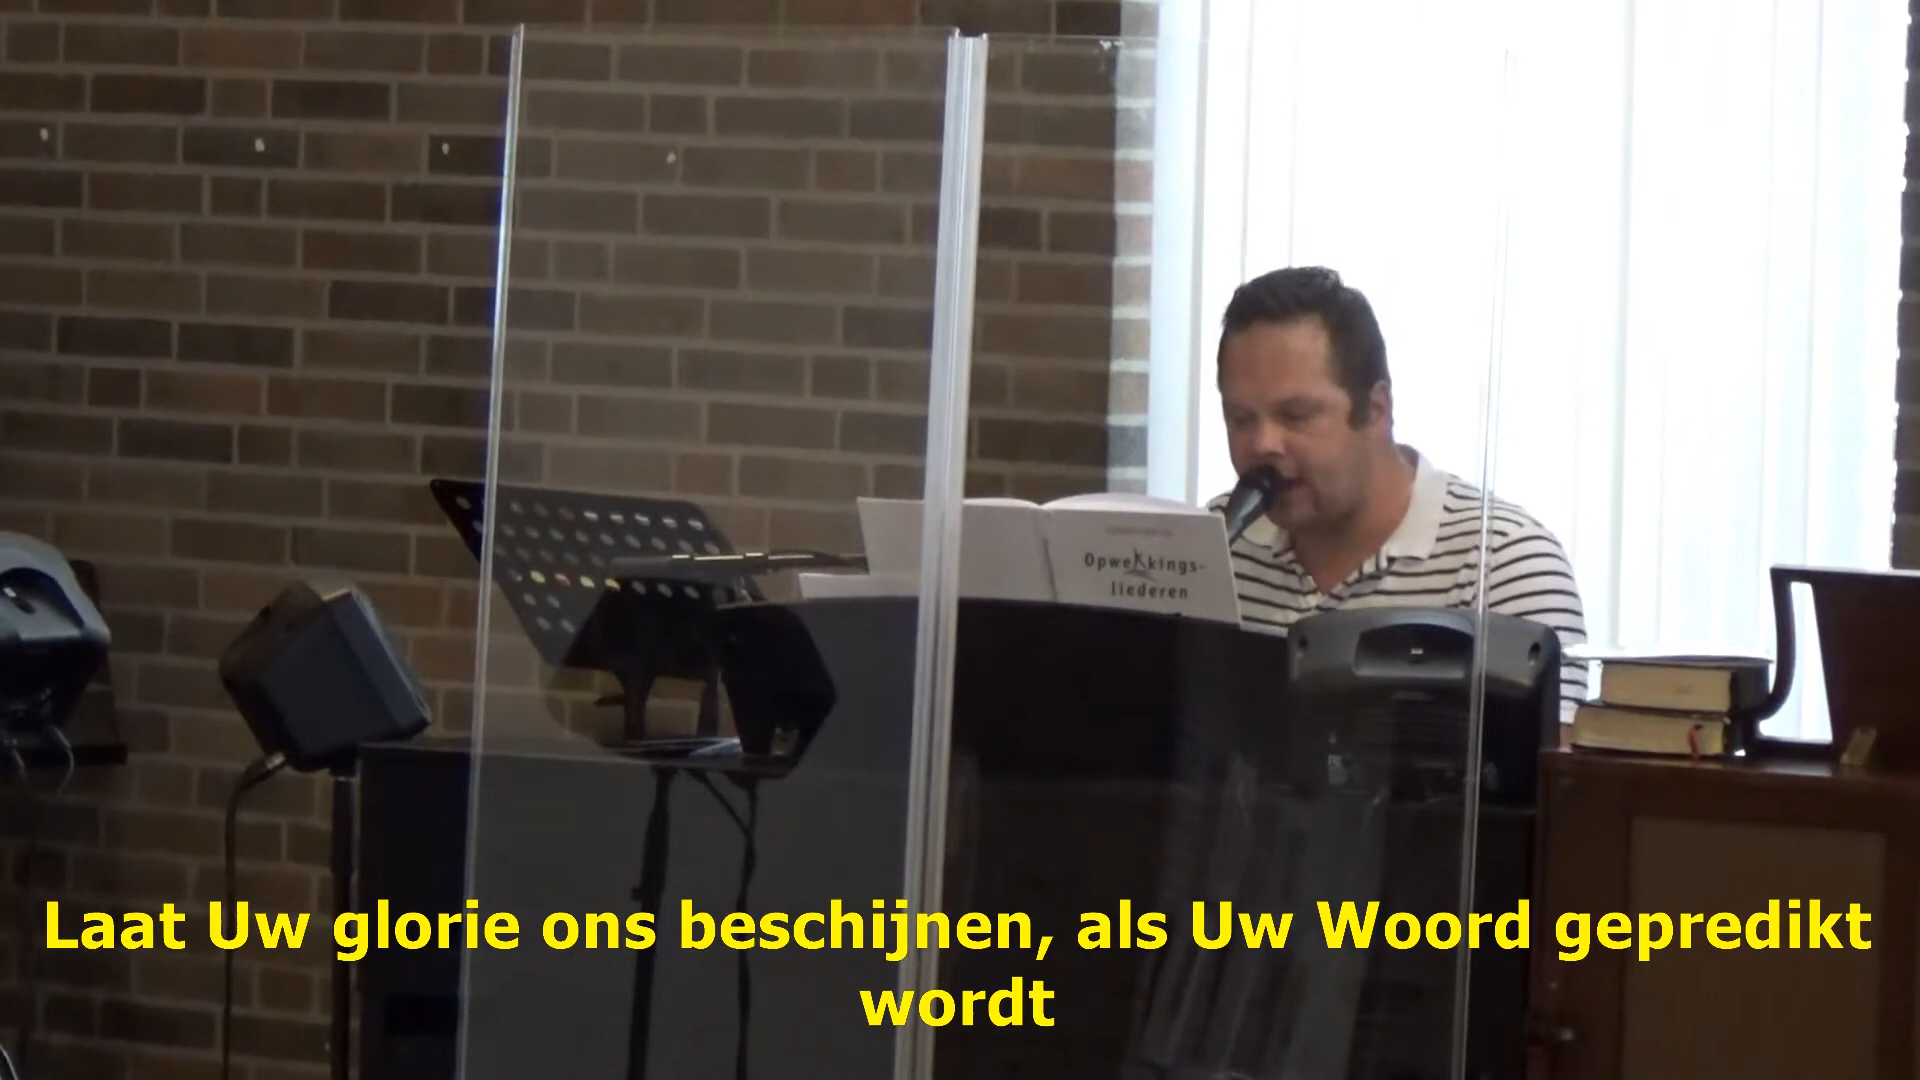 Opwekkings-
liederen
Laat Uw glorie ons beschijnen, als Uw Woord gepredikt
wordt